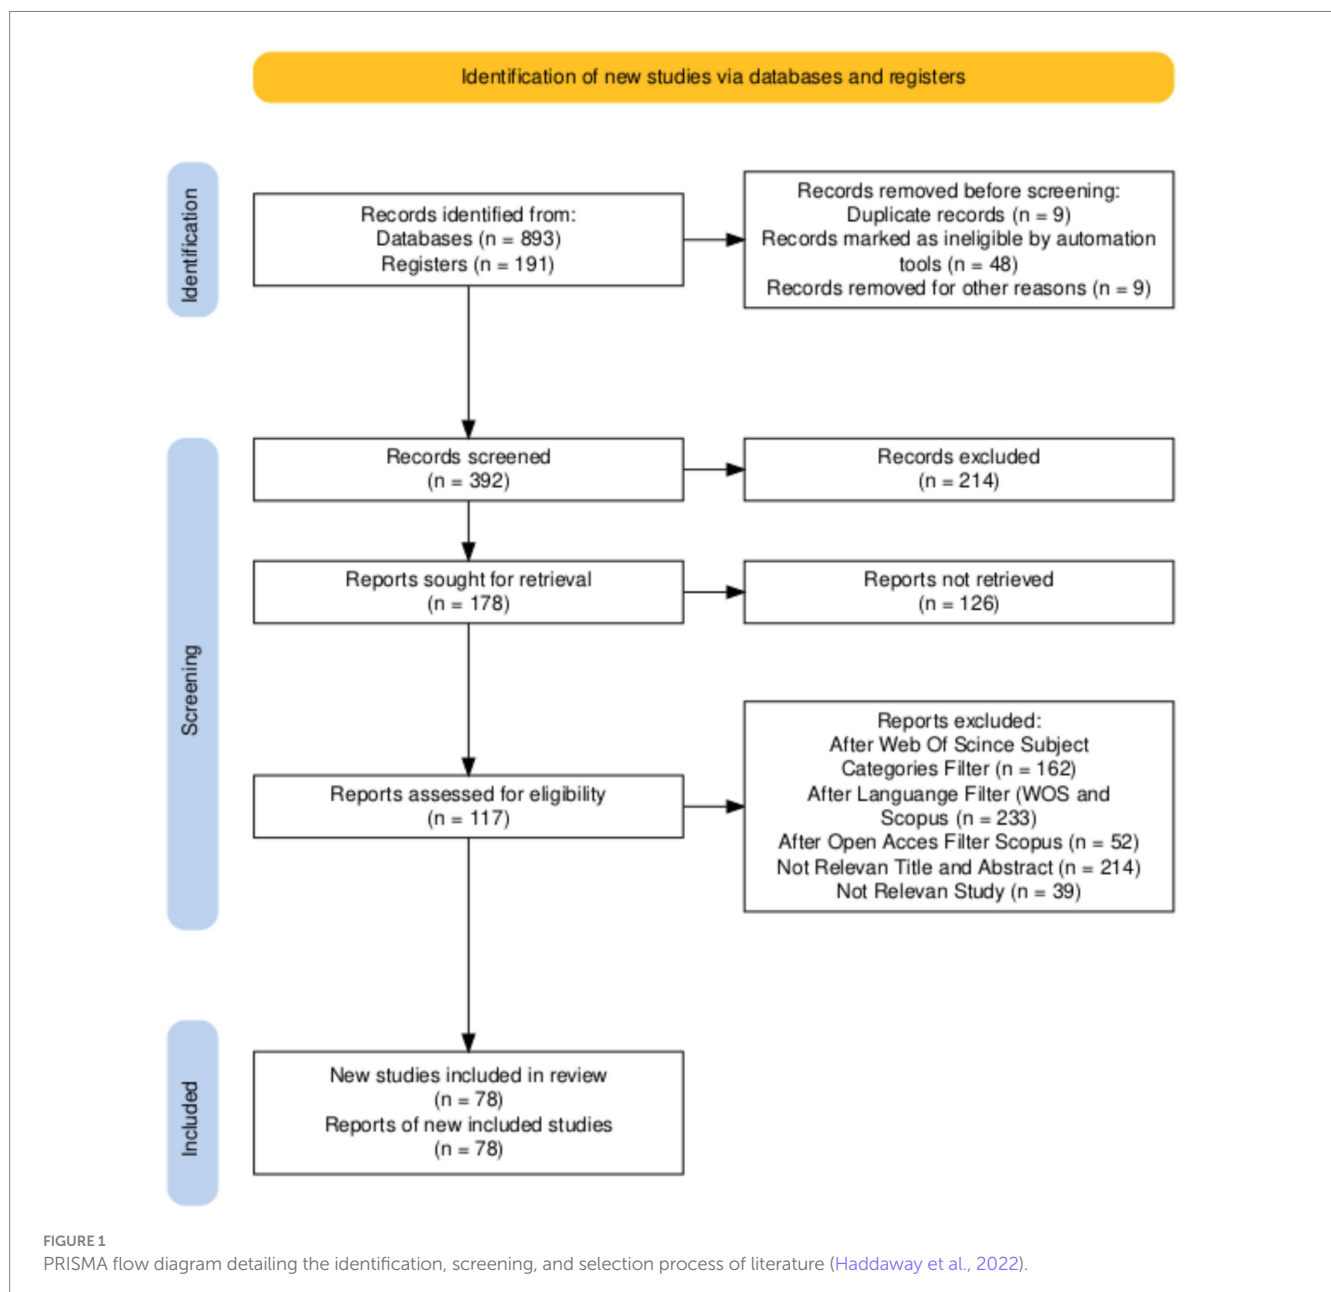 Identification of new studies via databases and registers
Identification
Records identified from:
Databases (n = 893)
Registers (n = 191)
Records removed before screening:
Duplicate records (n = 9)
Records marked as ineligible by automation
tools (n = 48)
Records removed for other reasons (n = 9)
Screening
Records screened
(n = 392)
Records excluded
(n = 214)
Reports sought for retrieval
(n = 178)
Reports not retrieved
(n = 126)
Reports assessed for eligibility
(n = 117)
Reports excluded:
After Web Of Scince Subject
Categories Filter (n = 162)
After Languange Filter (WOS and
Scopus (n = 233)
After Open Acces Filter Scopus (n = 52)
Not Relevan Title and Abstract (n = 214)
Not Relevan Study (n = 39)
Included
New studies included in review
(n = 78)
Reports of new included studies
(n = 78)
FIGURE 1
PRISMA flow diagram detailing the identification, screening, and selection process of literature (Haddaway et al., 2022).